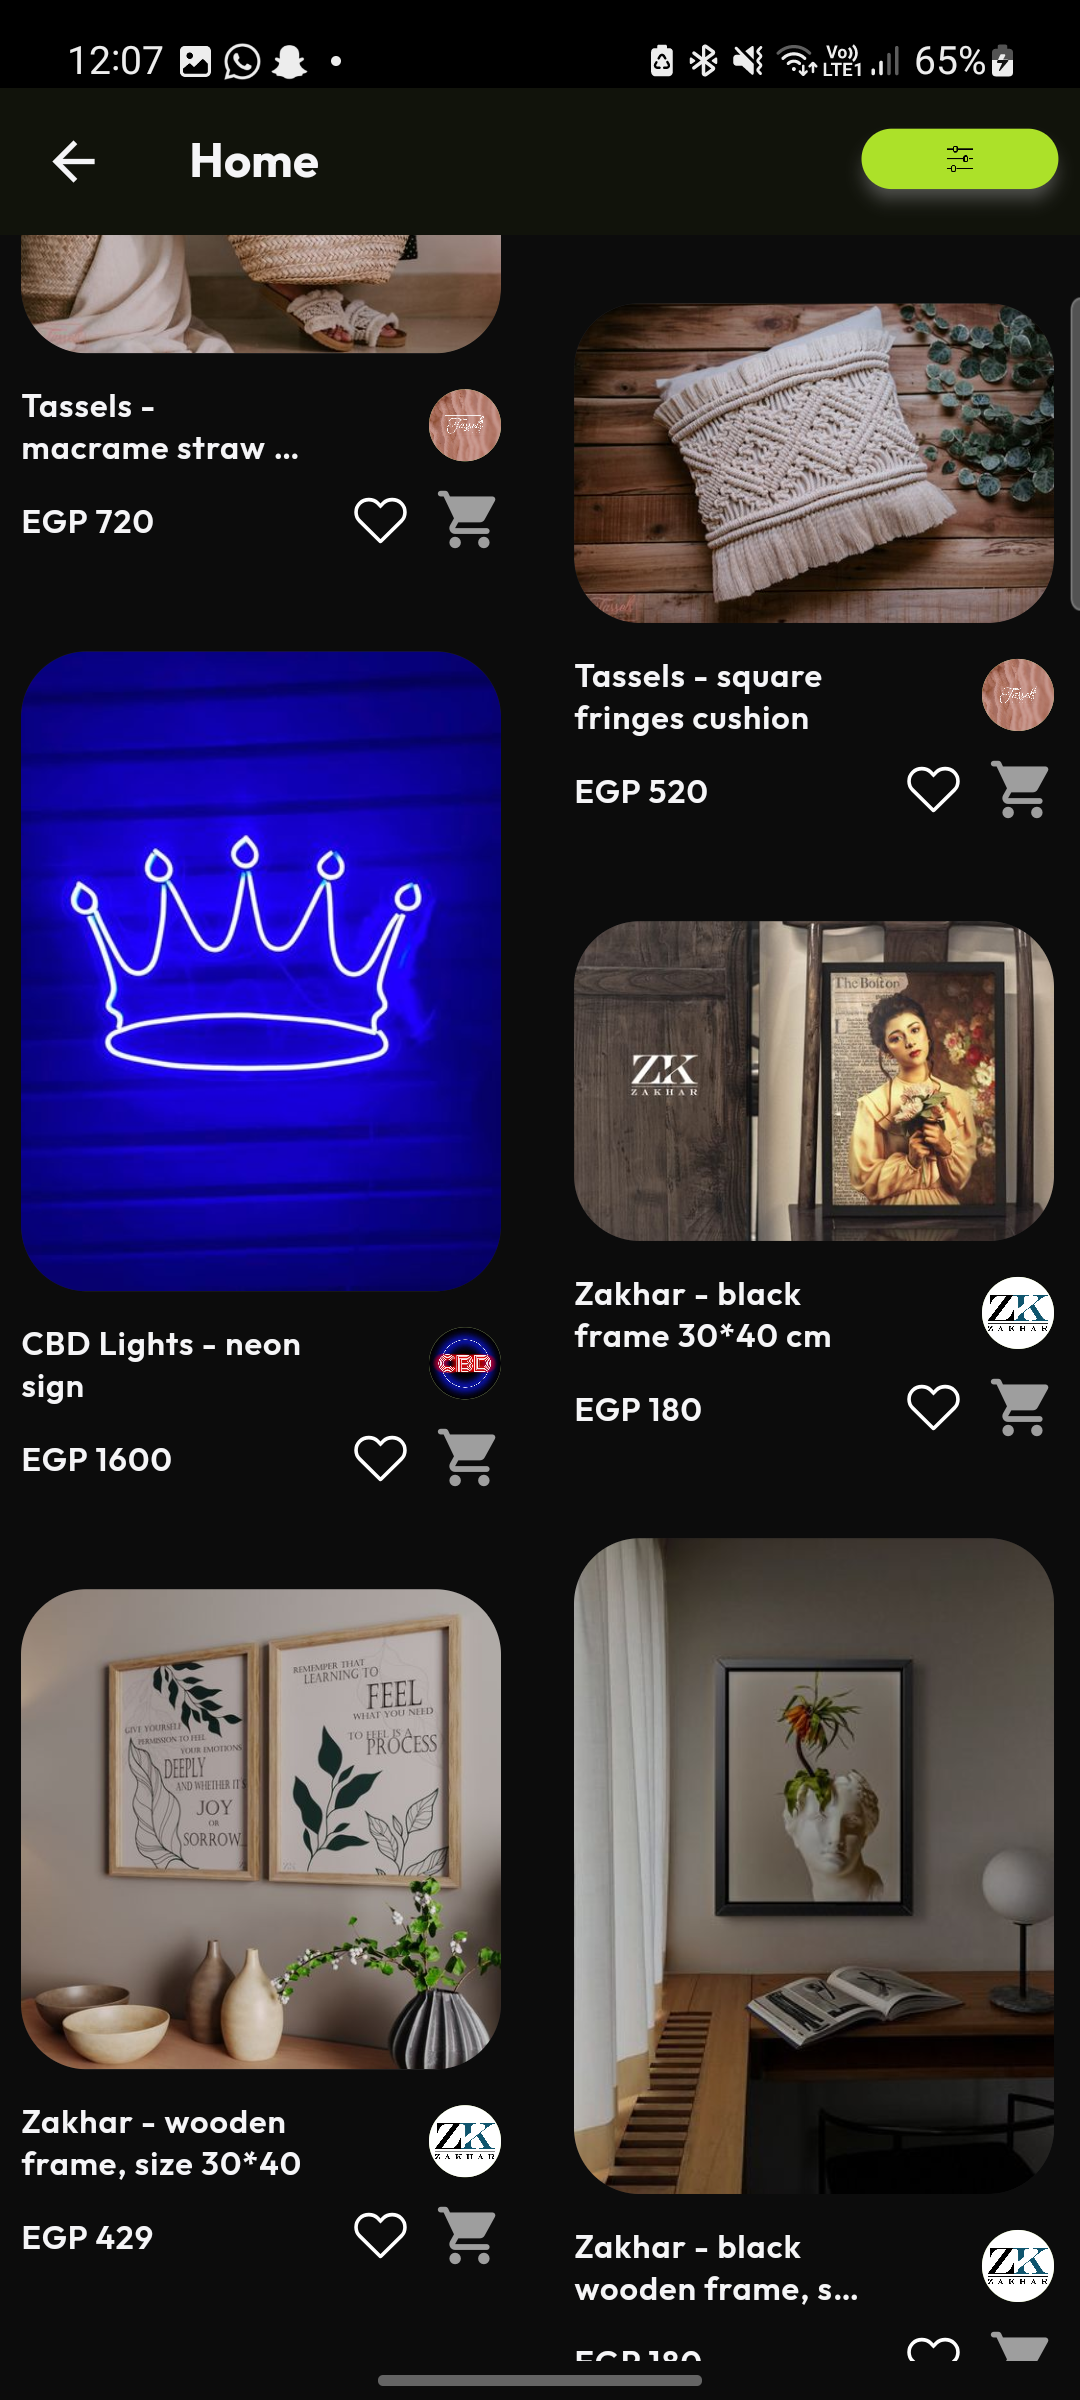 12:07
Vo))
LTE1
65%
Home
Tassels -
macrame straw ...
EGP 720
Tassels
Tassels - square
fringes cushion
Tassels
EGP 520
CBD Lights - neon
sign
CBD
EGP 1600
The Bolton
ZK
ZAKHAR
Zakhar - black
frame 30*40 cm
ZK
ZAKHAR
EGP 180
GIVE YOURSELF
PERMISSION TO FEEL
YOUR EMOTIONS
DEEPLY
AND WHETHER IT'S
JOY
OR
SORROW
REMEMBER THAT
LEARNING TO
FEEL
WHAT YOU NEED
TO FEEL IS A
PROCESS
Zakhar - wooden
frame, size 30*40
ZK
ZAKHAR
EGP 429
Zakhar - black
wooden frame, s...
ZK
ZAKHAR
EGP 180